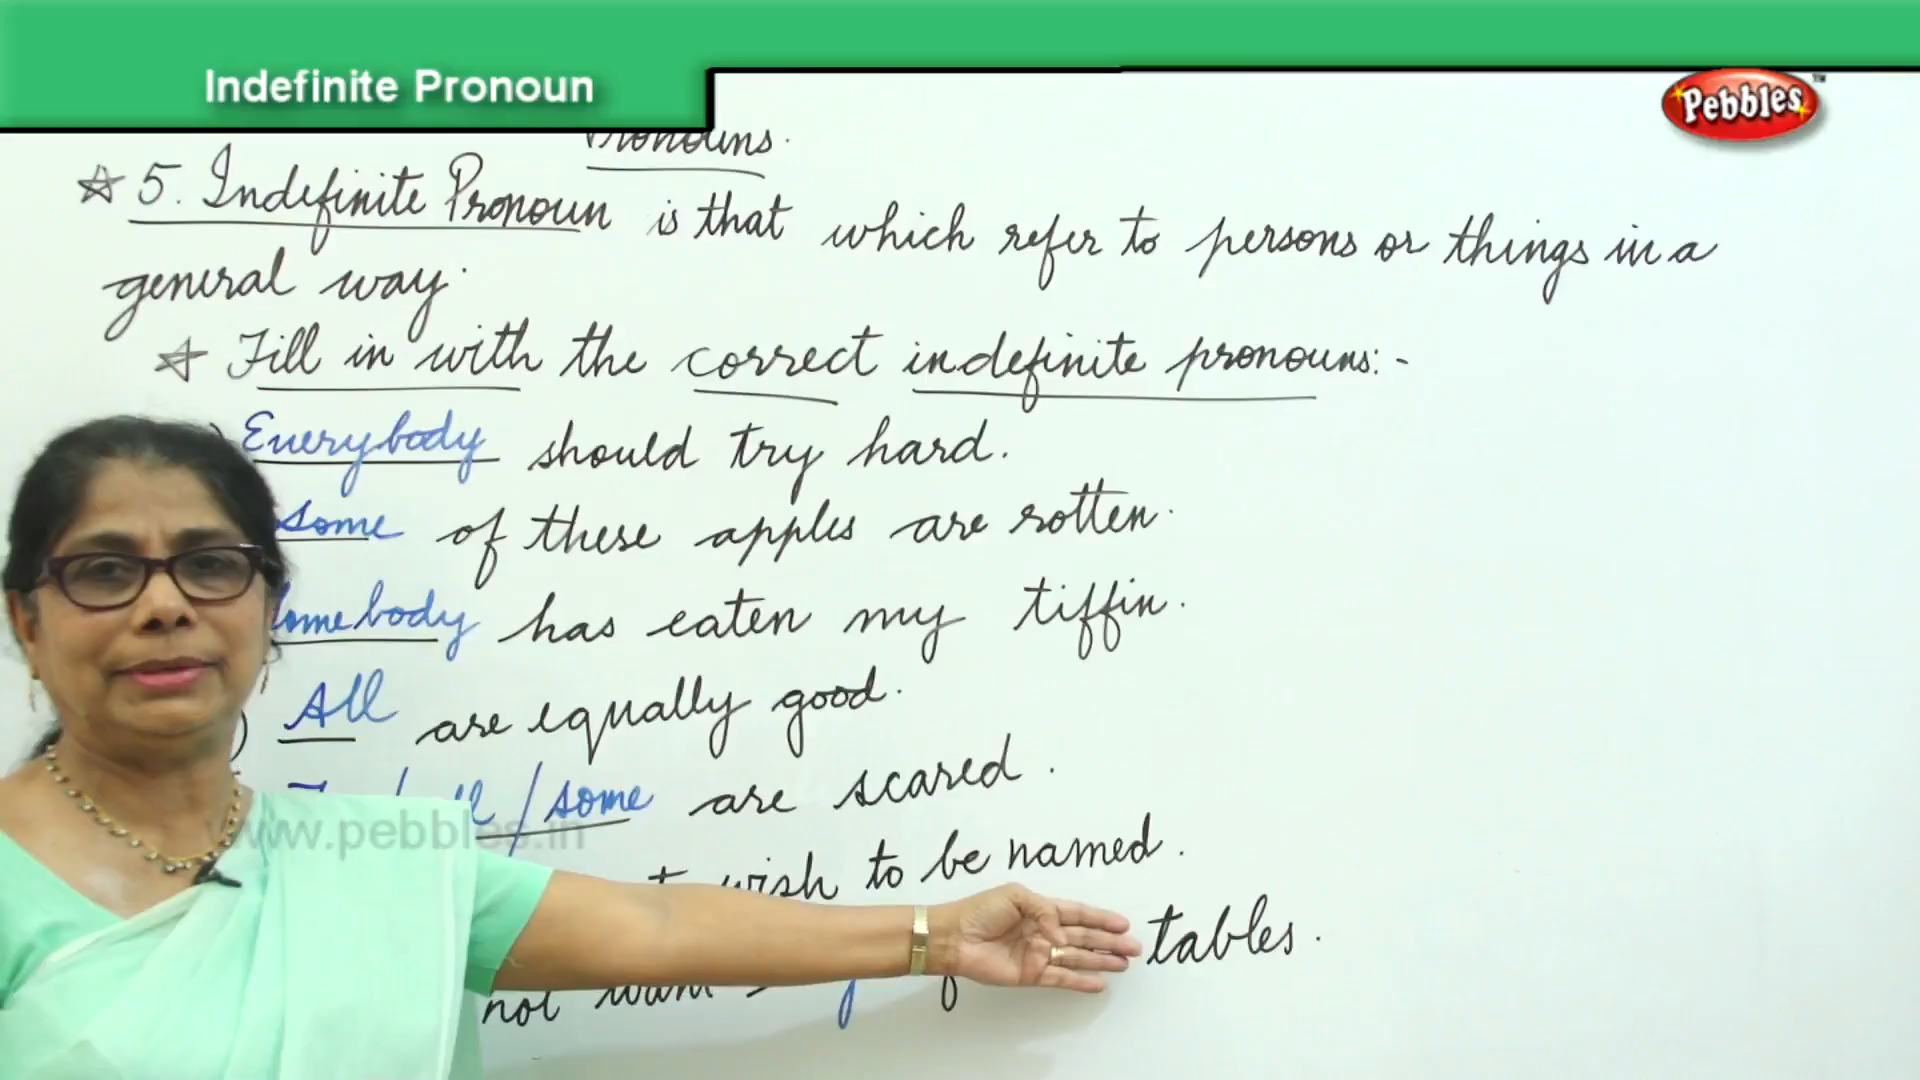 Indefinite Pronoun
Pebbles™
Pronouns.
5. Indefinite Pronoun is that which refer to persons or things in a
general way.
Fill in with the correct indefinite pronouns:-
) Everybody should try hard.
some of these apples are rotten.
Somebody has eaten my tiffin.
) All are equally good.
/some are scared.
www.pebbles.in
wish to be named.
tables.
not want